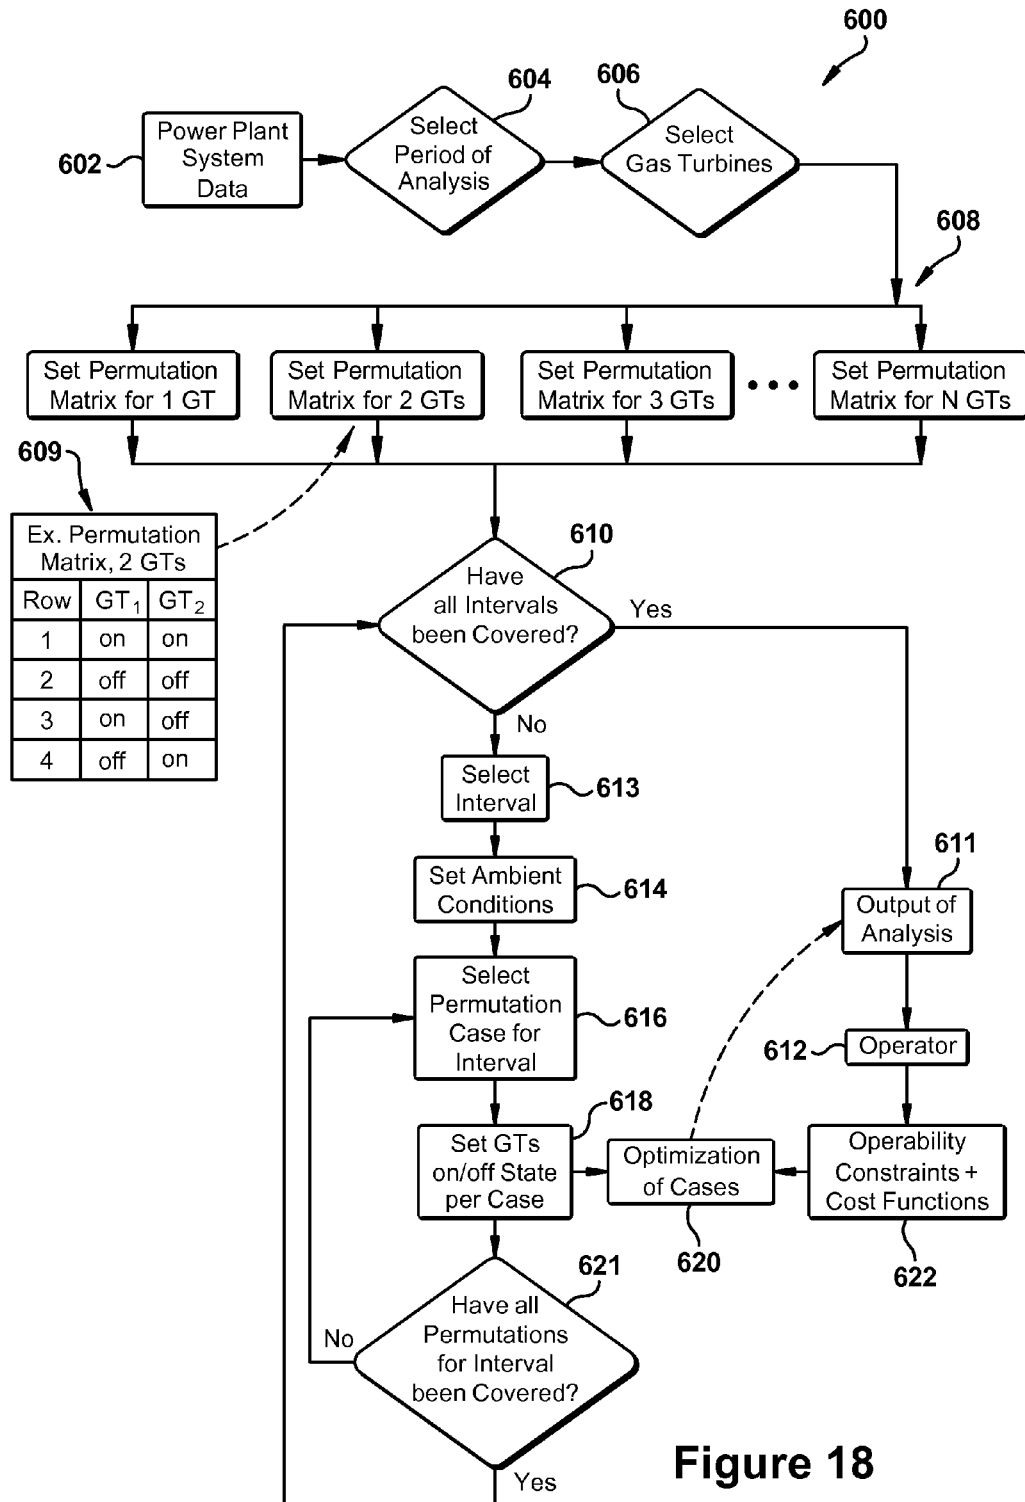 600
604
606
Power Plant
System
Data
602
Select
Period of
Analysis
Select
Gas Turbines
608
Set Permutation
Matrix for 1 GT
Set Permutation
Matrix for 2 GTs
Set Permutation
Matrix for 3 GTs
•••
Set Permutation
Matrix for N GTs
609
Ex. Permutation
Matrix, 2 GTs
Row GT1 GT2
1 on on
2 off off
3 on off
4 off on
610
Have
all Intervals
been Covered?
Yes
No
Select
Interval
613
Set Ambient
Conditions
614
611
Output of
Analysis
Select
Permutation
Case for
Interval
616
612
Operator
618
Set GTs
on/off State
per Case
Optimization
of Cases
620
Operability
Constraints +
Cost Functions
622
621
Have all
Permutations
for Interval
been Covered?
No
Yes
Figure 18